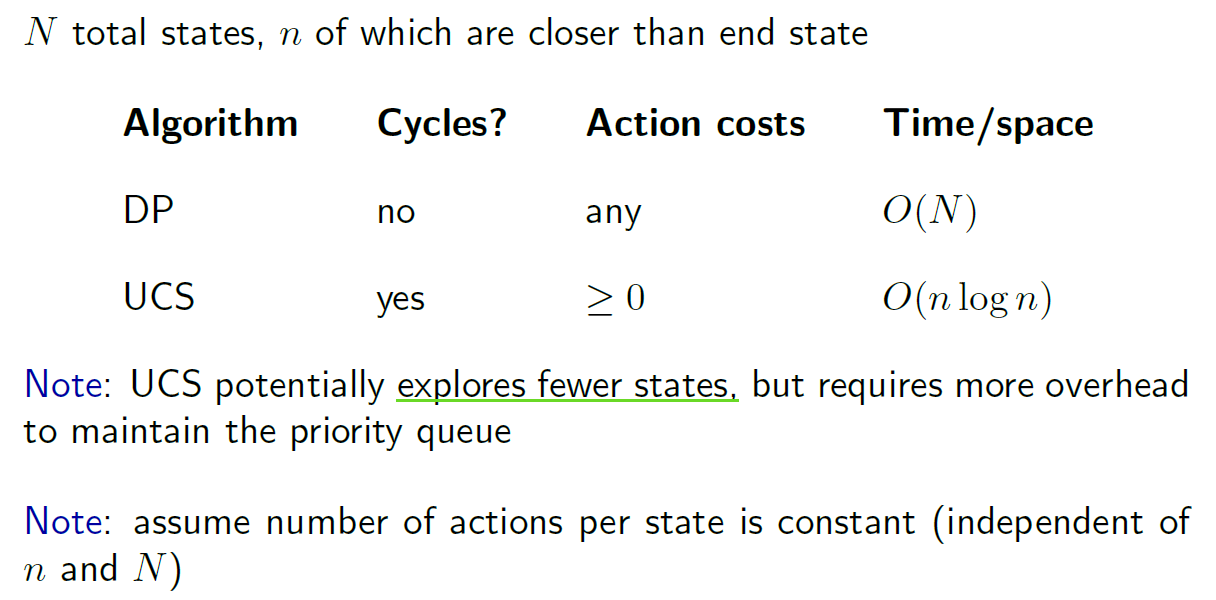 N total states, n of which are closer than end state
Algorithm Cycles? Action costs Time/space
DP no any O(N)
UCS yes ≥ 0 O(n log n)
Note: UCS potentially explores fewer states, but requires more overhead
to maintain the priority queue
Note: assume number of actions per state is constant (independent of
n and N)